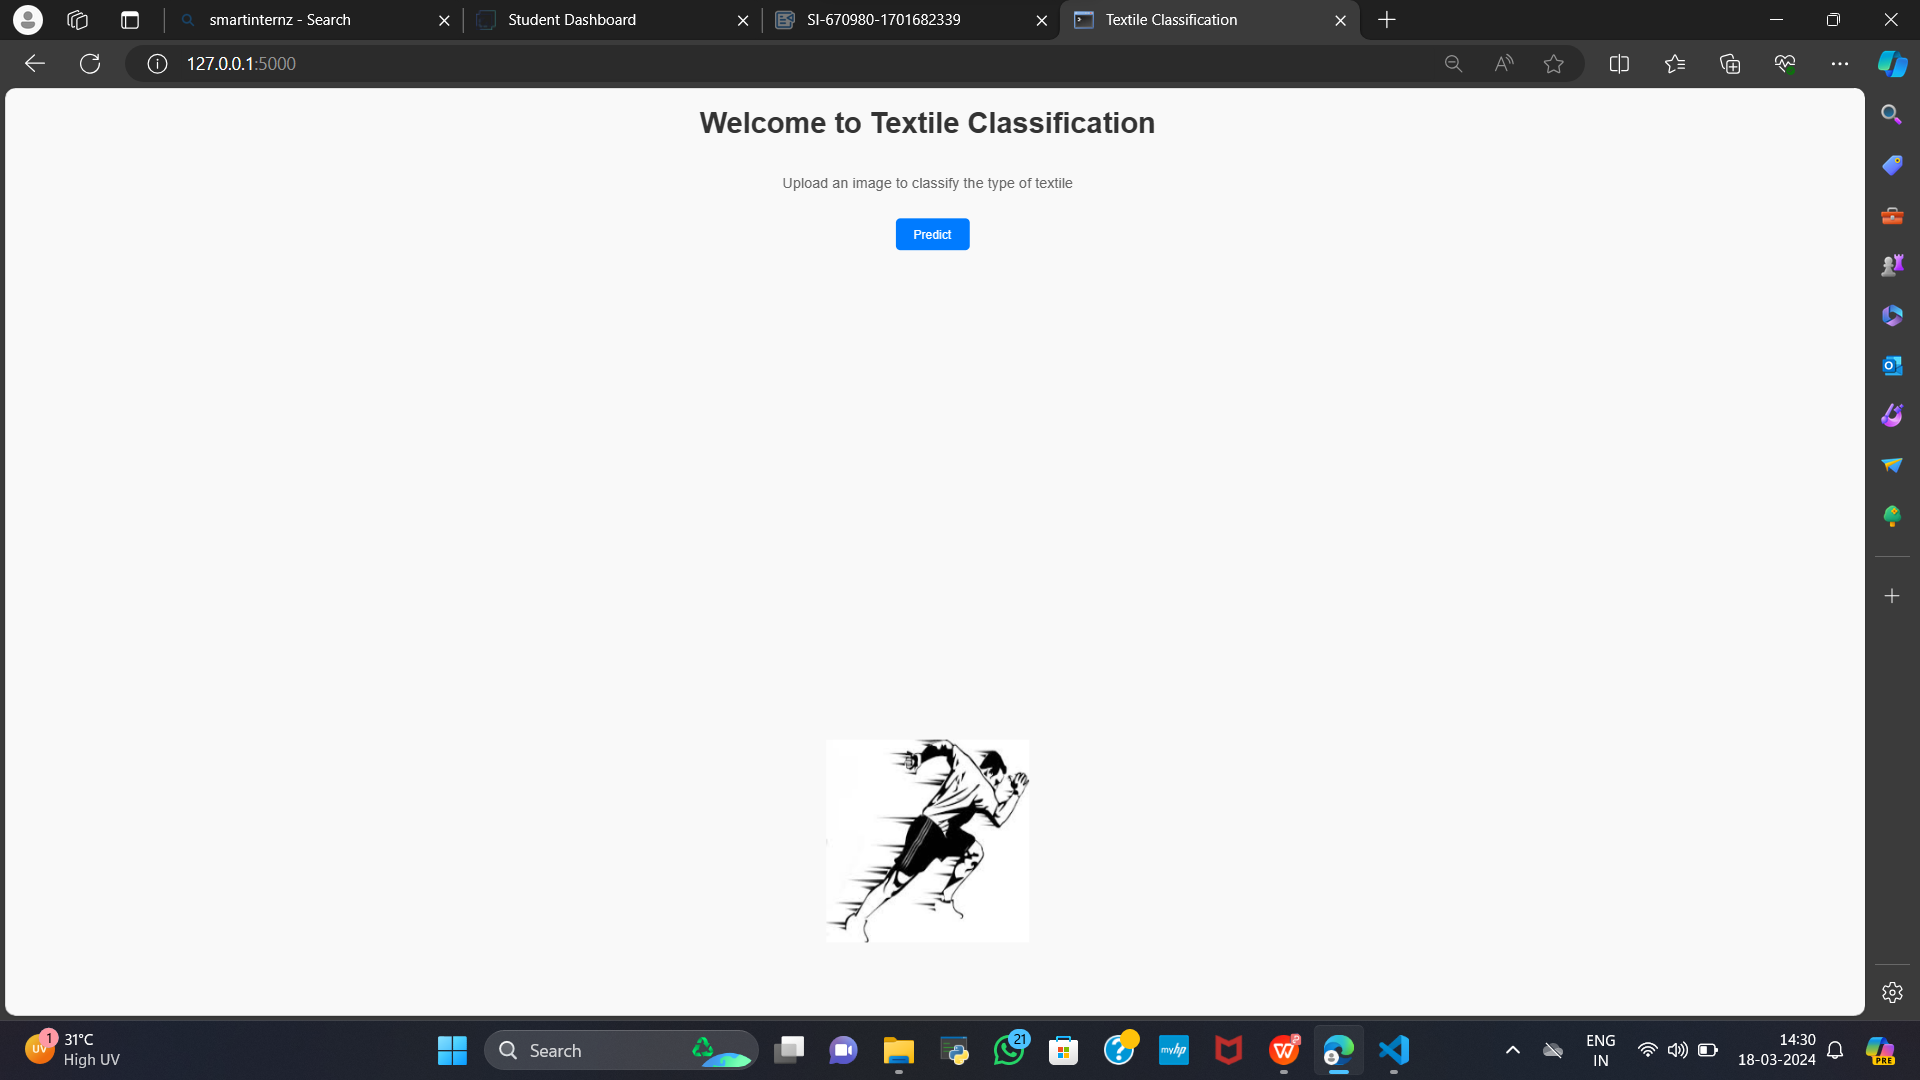 smartinternz - Search
Student Dashboard
SI-670980-1701682339
Textile Classification
127.0.0.1:5000
Welcome to Textile Classification
Upload an image to classify the type of textile
Predict
1
UV
31°C
High UV
Search
21
myhp
ENG
IN
14:30
18-03-2024
PRE